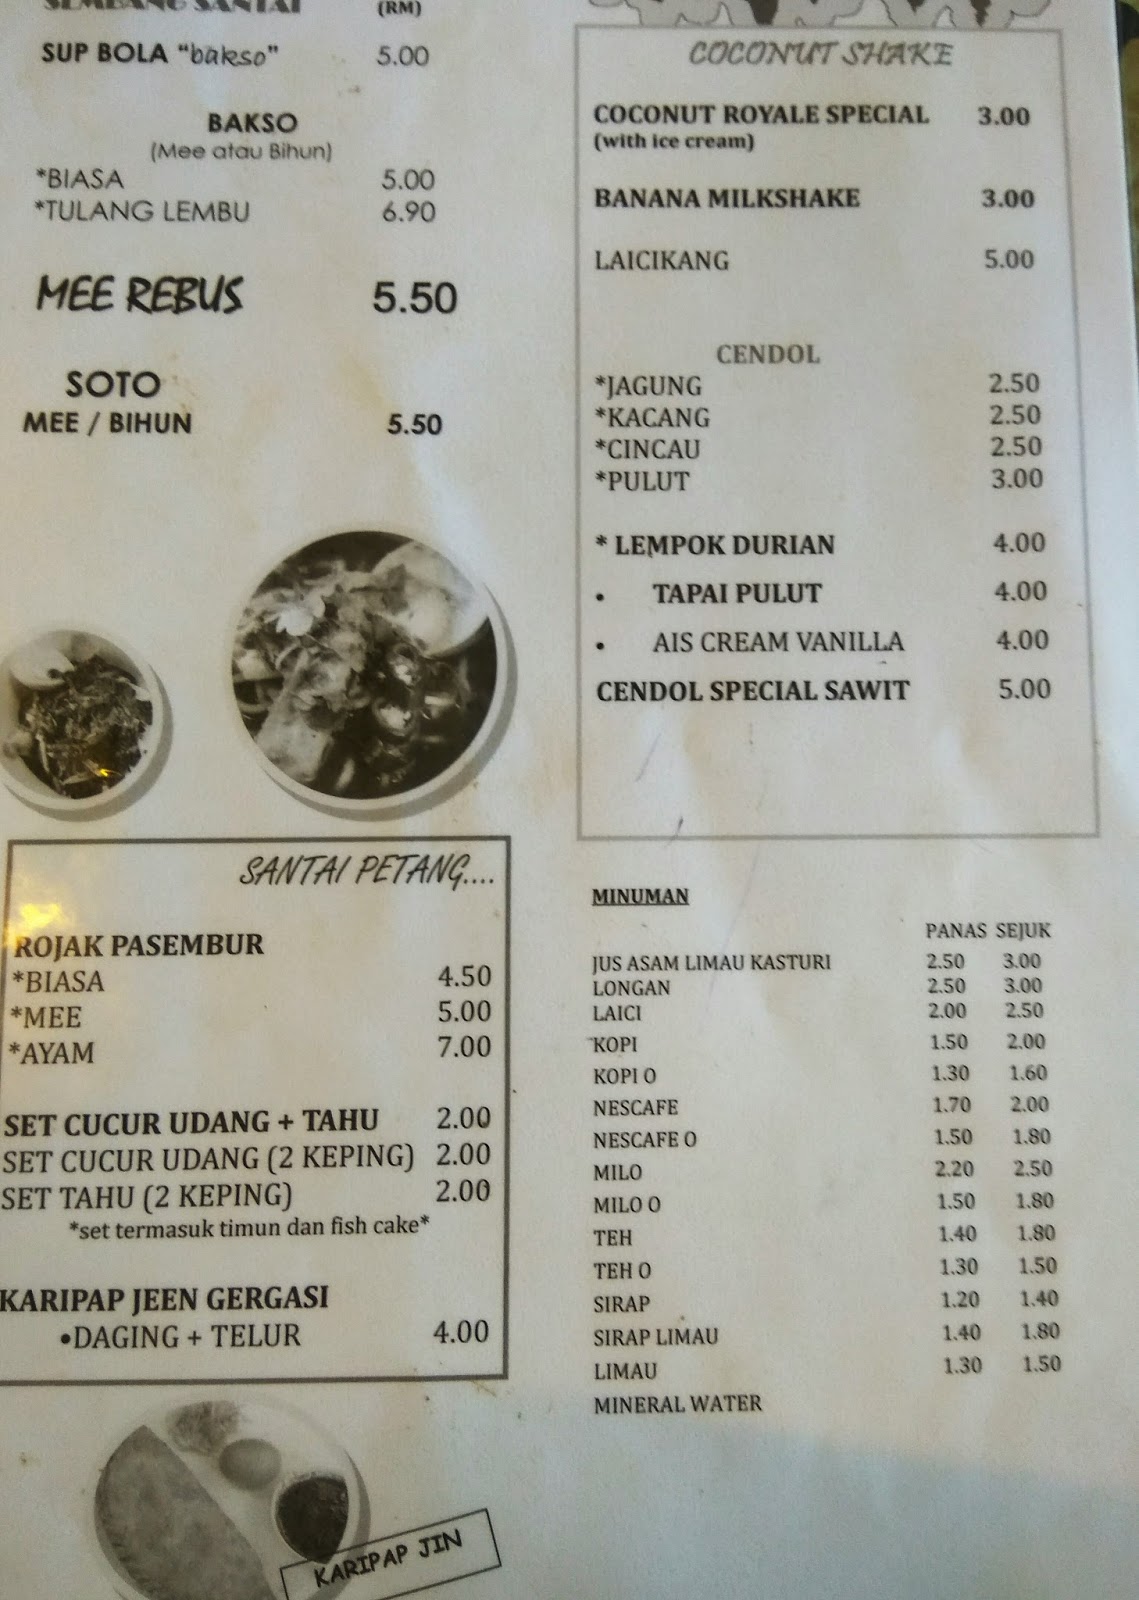 SEMBANG SANTAI (RM)
SUP BOLA "bakso" 5.00
BAKSO
(Mee atau Bihun)
*BIASA 5.00
*TULANG LEMBU 6.90
MEE REBUS 5.50
SOTO
MEE / BIHUN 5.50
SANTAI PETANG....
ROJAK PASEMBUR
*BIASA 4.50
*MEE 5.00
*AYAM 7.00
SET CUCUR UDANG + TAHU 2.00
SET CUCUR UDANG (2 KEPING) 2.00
SET TAHU (2 KEPING) 2.00
*set termasuk timun dan fish cake*
KARIPAP JEEN GERGASI
•DAGING + TELUR 4.00
KARIPAP JIN
COCONUT SHAKE
COCONUT ROYALE SPECIAL 3.00
(with ice cream)
BANANA MILKSHAKE 3.00
LAICIKANG 5.00
CENDOL
*JAGUNG 2.50
*KACANG 2.50
*CINCAU 2.50
*PULUT 3.00
* LEMPOK DURIAN 4.00
• TAPAI PULUT 4.00
• AIS CREAM VANILLA 4.00
CENDOL SPECIAL SAWIT 5.00
MINUMAN
PANAS SEJUK
JUS ASAM LIMAU KASTURI 2.50 3.00
LONGAN 2.50 3.00
LAICI 2.00 2.50
KOPI 1.50 2.00
KOPI O 1.30 1.60
NESCAFE 1.70 2.00
NESCAFE O 1.50 1.80
MILO 2.20 2.50
MILO O 1.50 1.80
TEH 1.40 1.80
TEH O 1.30 1.50
SIRAP 1.20 1.40
SIRAP LIMAU 1.40 1.80
LIMAU 1.30 1.50
MINERAL WATER